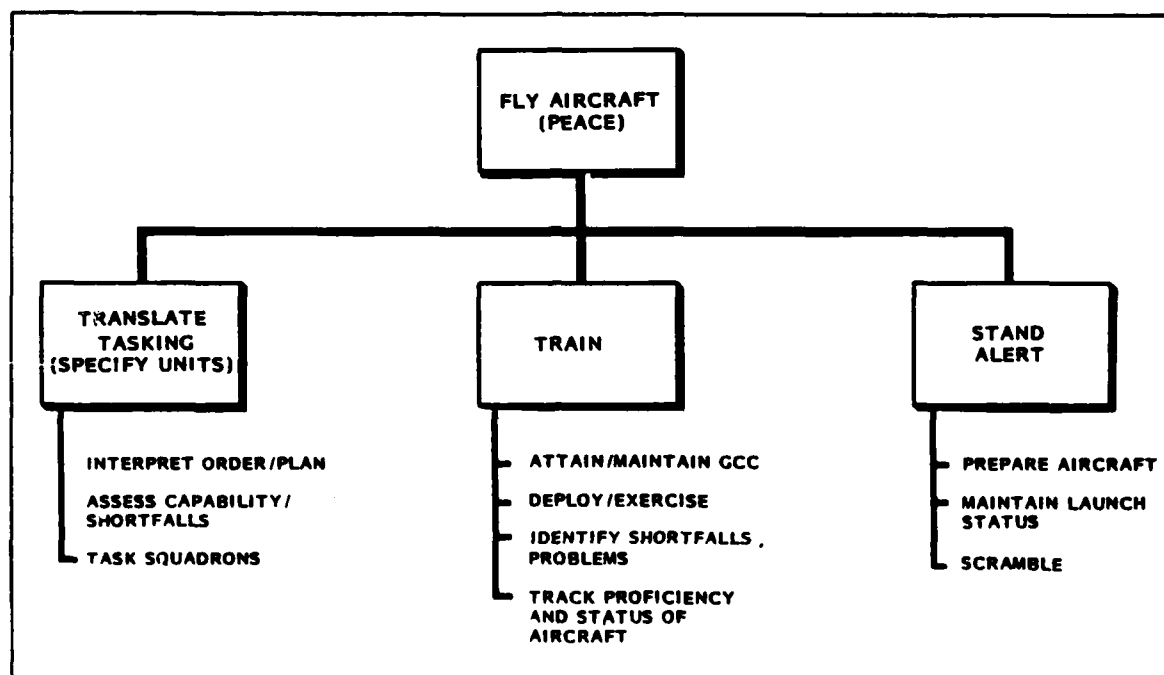 FLY AIRCRAFT
(PEACE)
TRANSLATE
TASKING
(SPECIFY UNITS)
INTERPRET ORDER/PLAN
ASSESS CAPABILITY/
SHORTFALLS
TASK SQUADRONS
TRAIN
ATTAIN/MAINTAIN GCC
DEPLOY/EXERCISE
IDENTIFY SHORTFALLS,
PROBLEMS
TRACK PROFICIENCY
AND STATUS OF
AIRCRAFT
STAND
ALERT
PREPARE AIRCRAFT
MAINTAIN LAUNCH
STATUS
SCRAMBLE